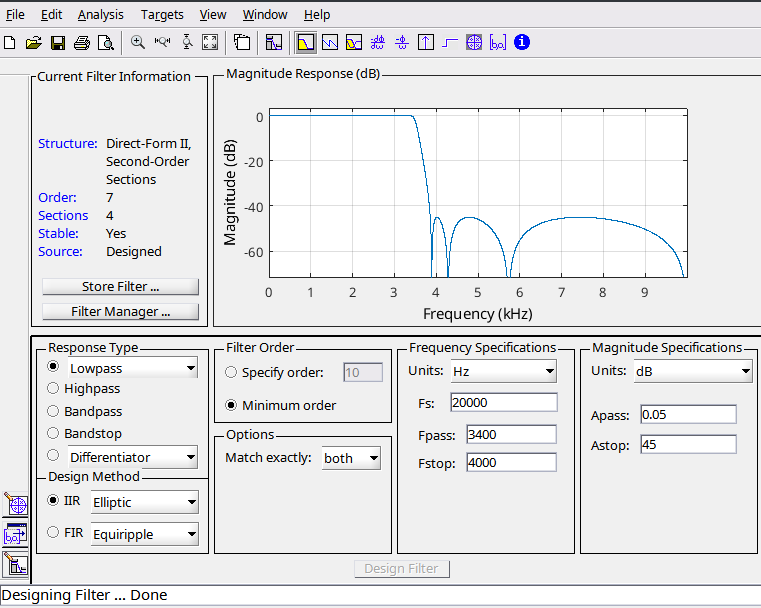 File Edit Analysis Targets View Window Help
Current Filter Information
Structure: Direct-Form II,
Second-Order
Sections
Order: 7
Sections 4
Stable: Yes
Source: Designed
Store Filter ...
Filter Manager ...
Magnitude Response (dB)
Magnitude (dB)
0
-20
-40
-60
0 1 2 3 4 5 6 7 8 9
Frequency (kHz)
Response Type
Lowpass
Highpass
Bandpass
Bandstop
Differentiator
Design Method
IIR Elliptic
FIR Equiripple
Filter Order
Specify order: 10
Minimum order
Options
Match exactly: both
Frequency Specifications
Units: Hz
Fs: 20000
Fpass: 3400
Fstop: 4000
Magnitude Specifications
Units: dB
Apass: 0.05
Astop: 45
Design Filter
Designing Filter ... Done